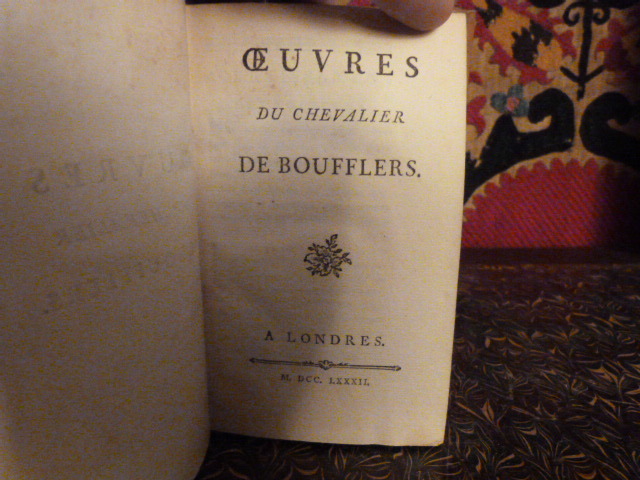 ŒUVRES
DU CHEVALIER
DE BOUFFLERS.
A LONDRES.
M. DCC. LXXXII.